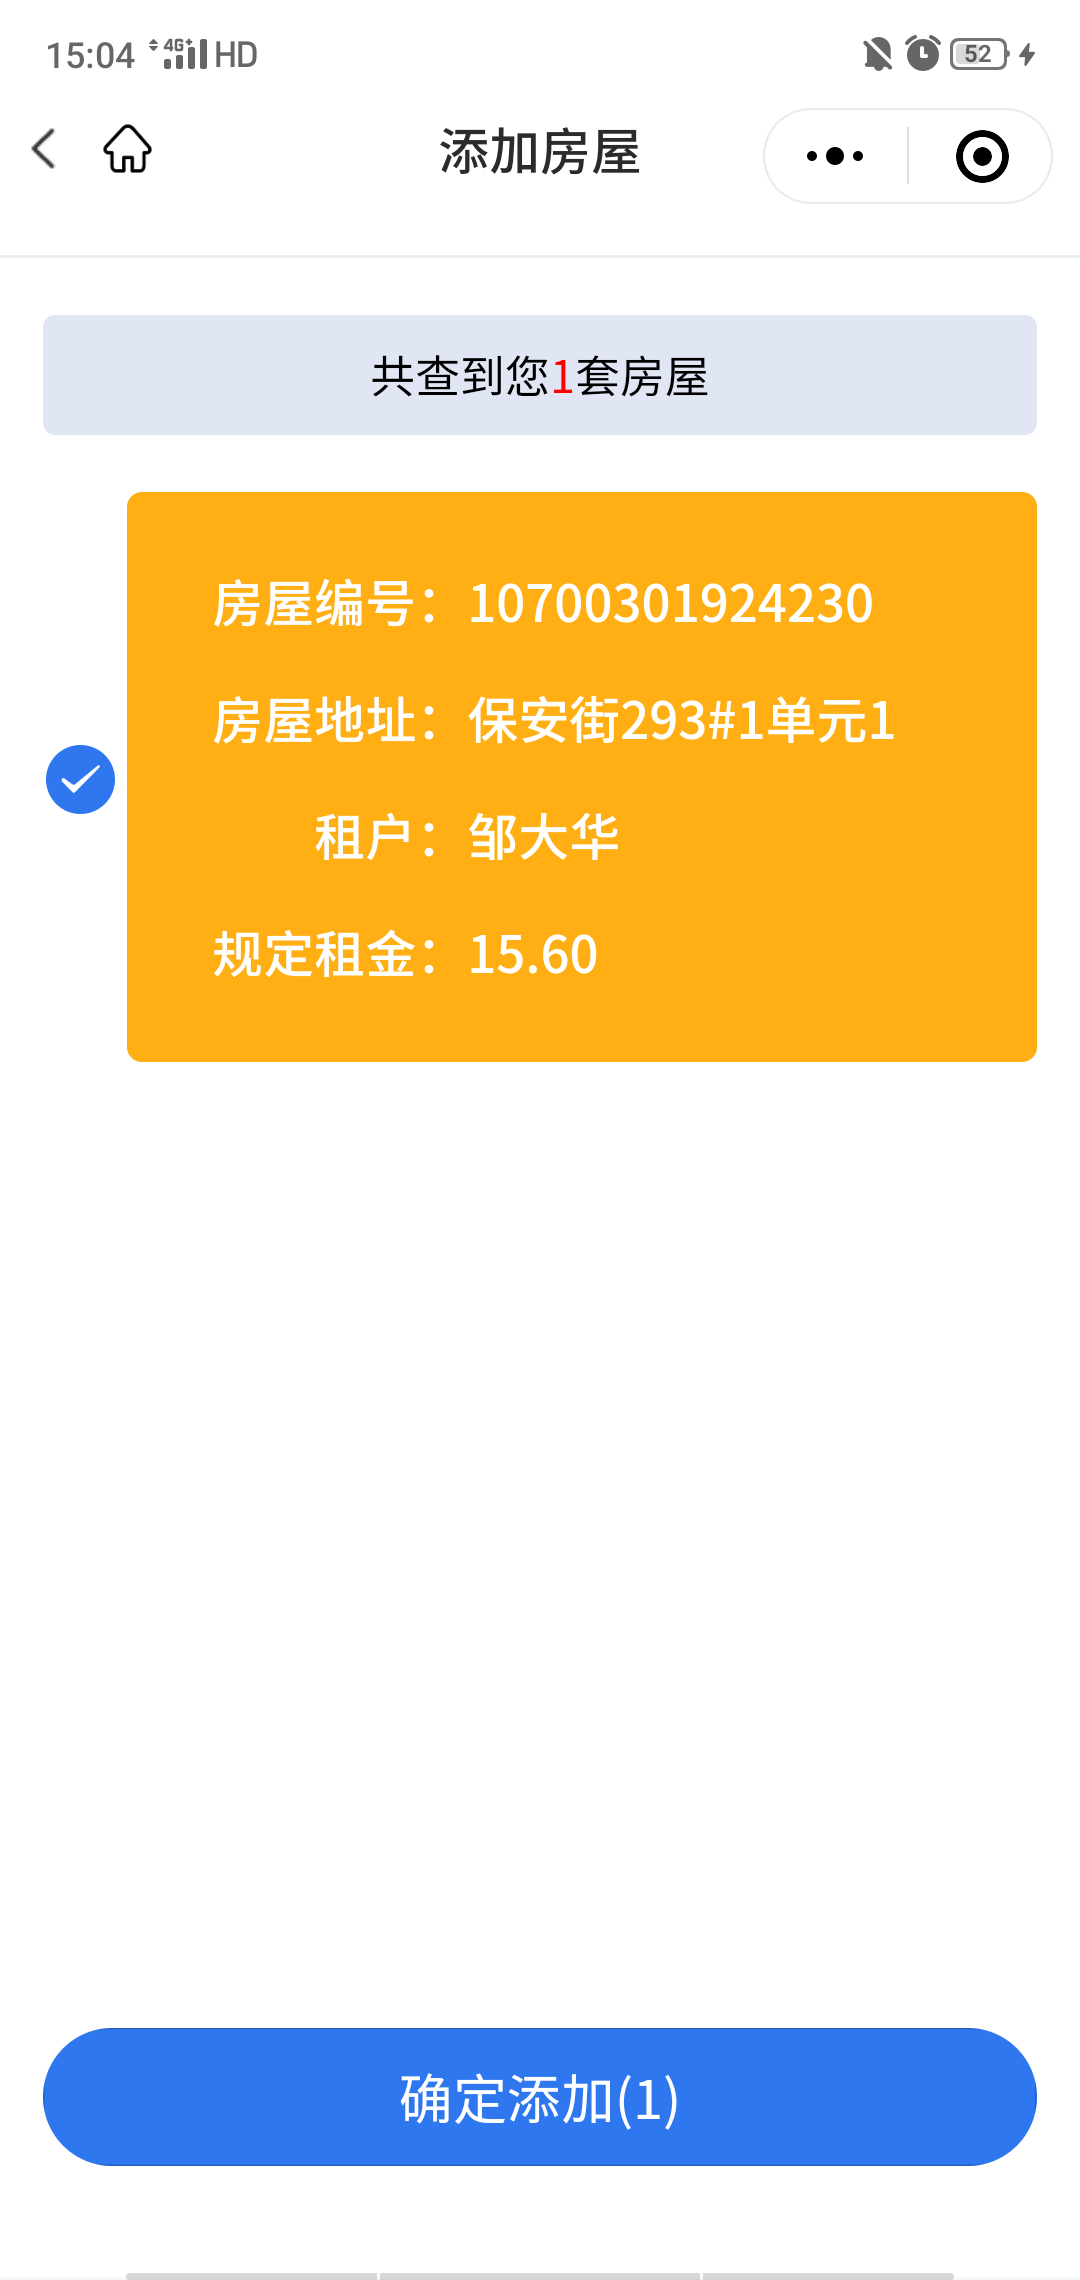 15:04 4G+ HD 52
添加房屋
共查到您1套房屋
房屋编号：10700301924230
房屋地址：保安街293#1单元1
租户：邹大华
规定租金：15.60
确定添加(1)